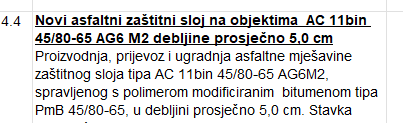 4.4 Novi asfaltni zaštitni sloj na objektima AC 11bin
45/80-65 AG6 M2 debljine prosječno 5,0 cm
Proizvodnja, prijevoz i ugradnja asfaltne mješavine
zaštitnog sloja tipa AC 11bin 45/80-65 AG6M2,
spravljenog s polimerom modificiranim bitumenom tipa
PmB 45/80-65, u debljini prosječno 5,0 cm. Stavka